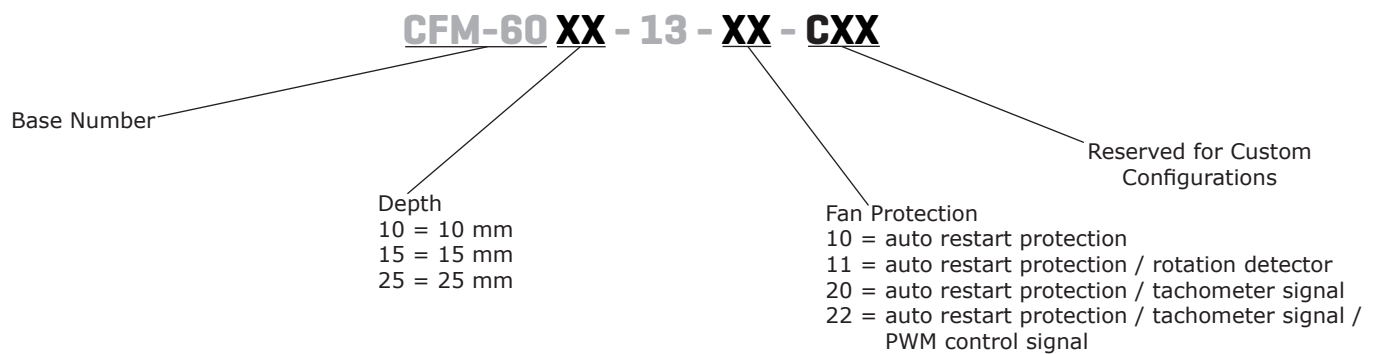 CFM-60 XX - 13 - XX - CXX
Base Number
Reserved for Custom
Configurations
Depth
10 = 10 mm
15 = 15 mm
25 = 25 mm
Fan Protection
10 = auto restart protection
11 = auto restart protection / rotation detector
20 = auto restart protection / tachometer signal
22 = auto restart protection / tachometer signal /
PWM control signal